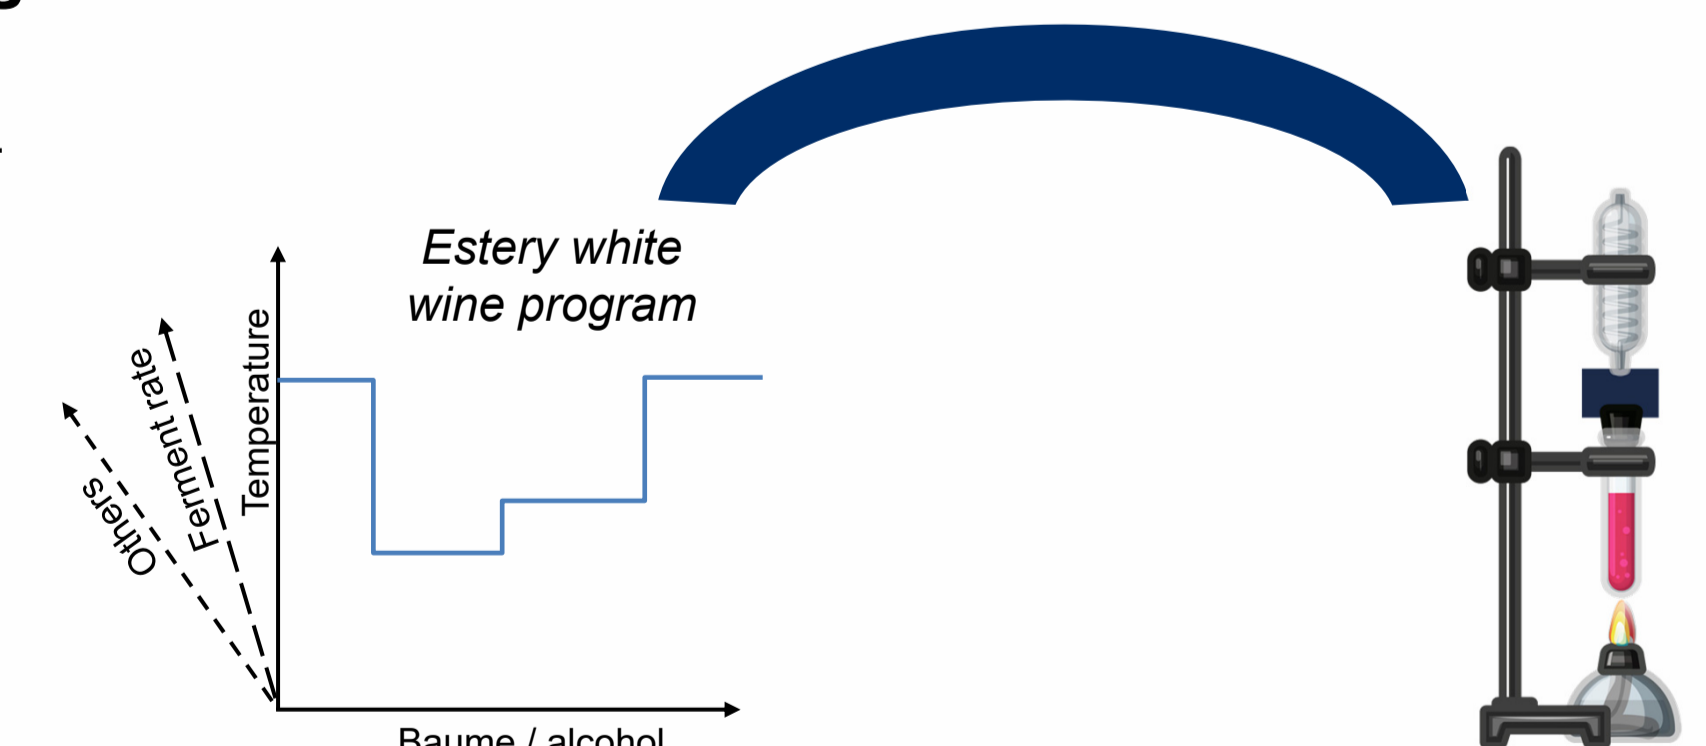 Estery white
wine program
Temperature
Ferment rate
Others
Baume / alcohol